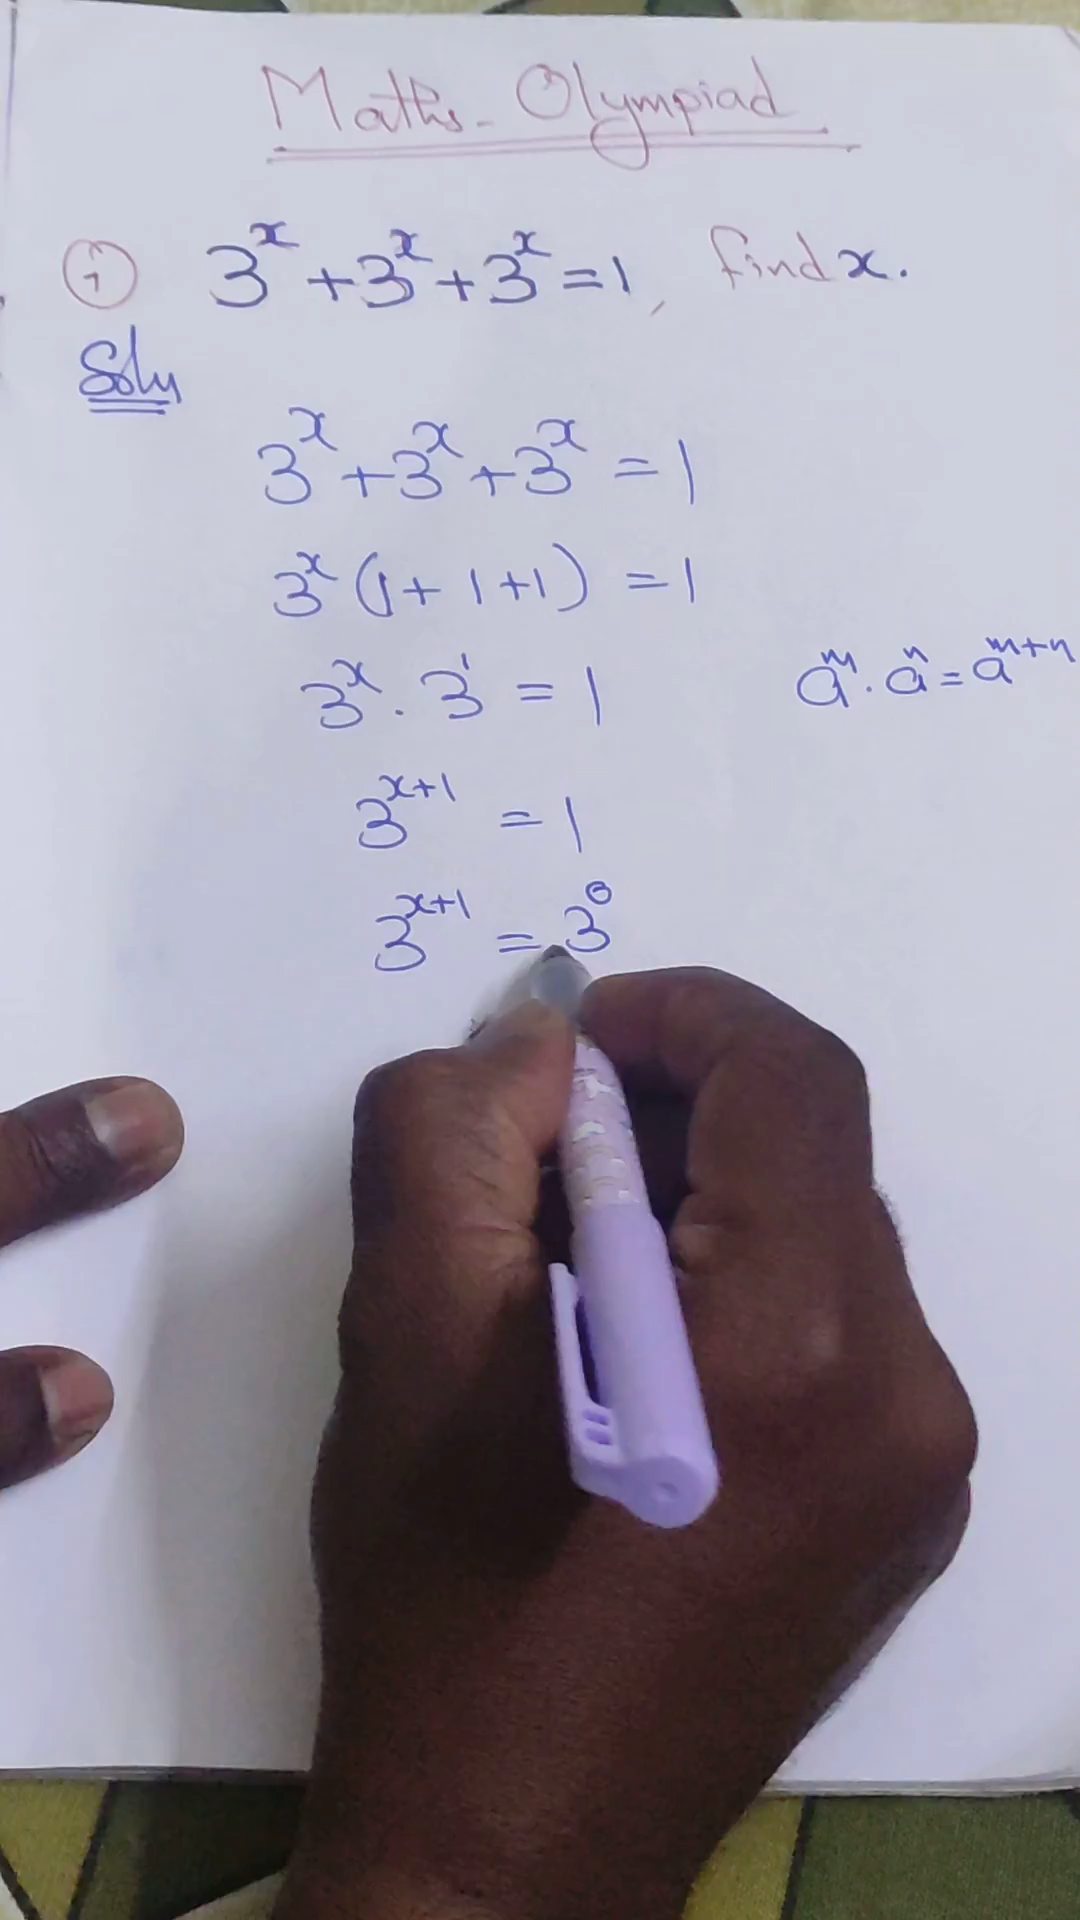 Maths - Olympiad
7 3^x + 3^x + 3^x = 1, find x.
Soln
3^x + 3^x + 3^x = 1
3^x (1 + 1 + 1) = 1
3^x . 3^1 = 1 a^m . a^n = a^{m+n}
3^{x+1} = 1
3^{x+1} = 3^0